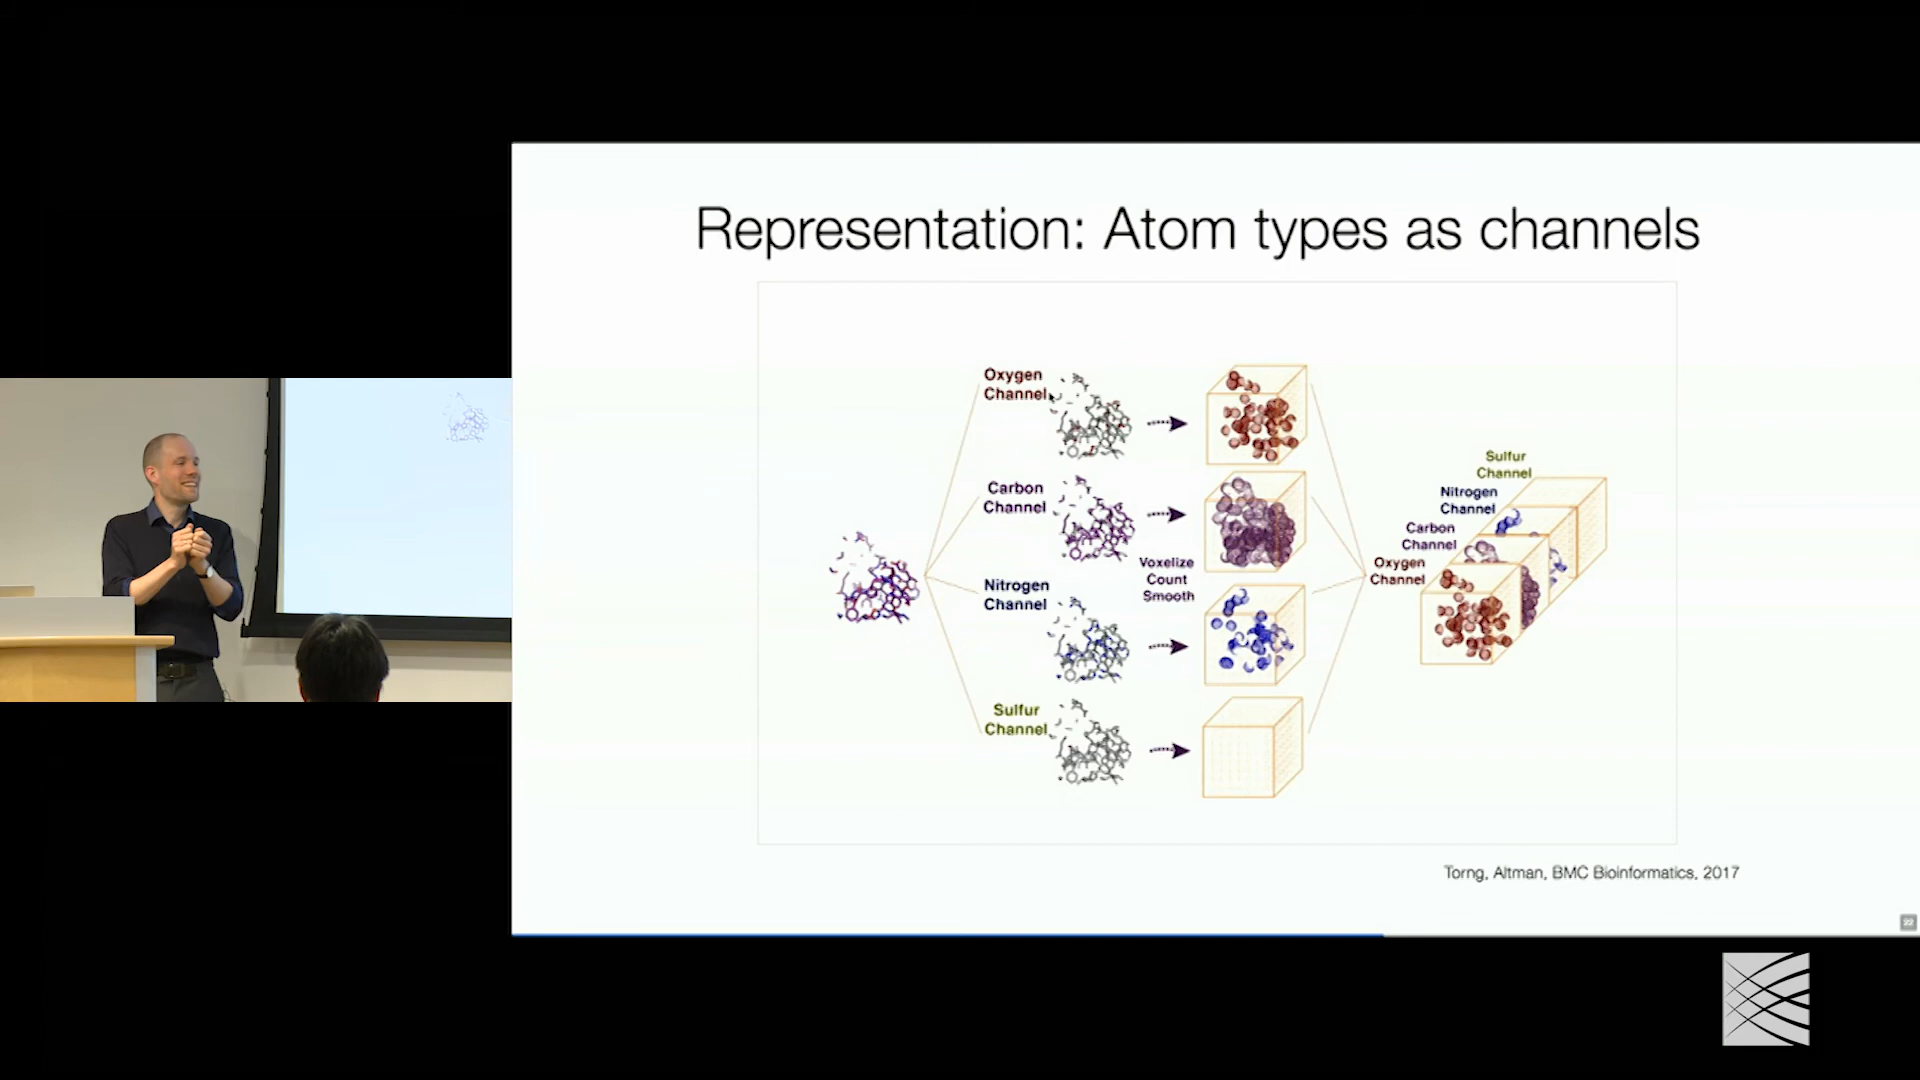 Representation: Atom types as channels
Oxygen
Channel
Carbon
Channel
Nitrogen
Channel
Sulfur
Channel
Voxelize
Count
Smooth
Sulfur
Channel
Nitrogen
Channel
Carbon
Channel
Oxygen
Channel
Torng, Altman, BMC Bioinformatics, 2017
22